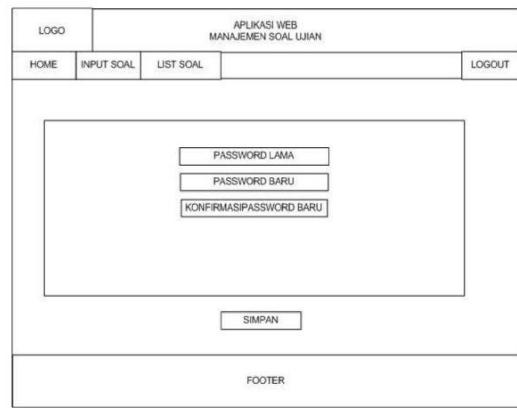 LOGO
APLIKASI WEB
MANAJEMEN SOAL UJIAN
HOME
INPUT SOAL
LIST SOAL
LOGOUT
PASSWORD LAMA
PASSWORD BARU
KONFIRMASIPASSWORD BARU
SIMPAN
FOOTER